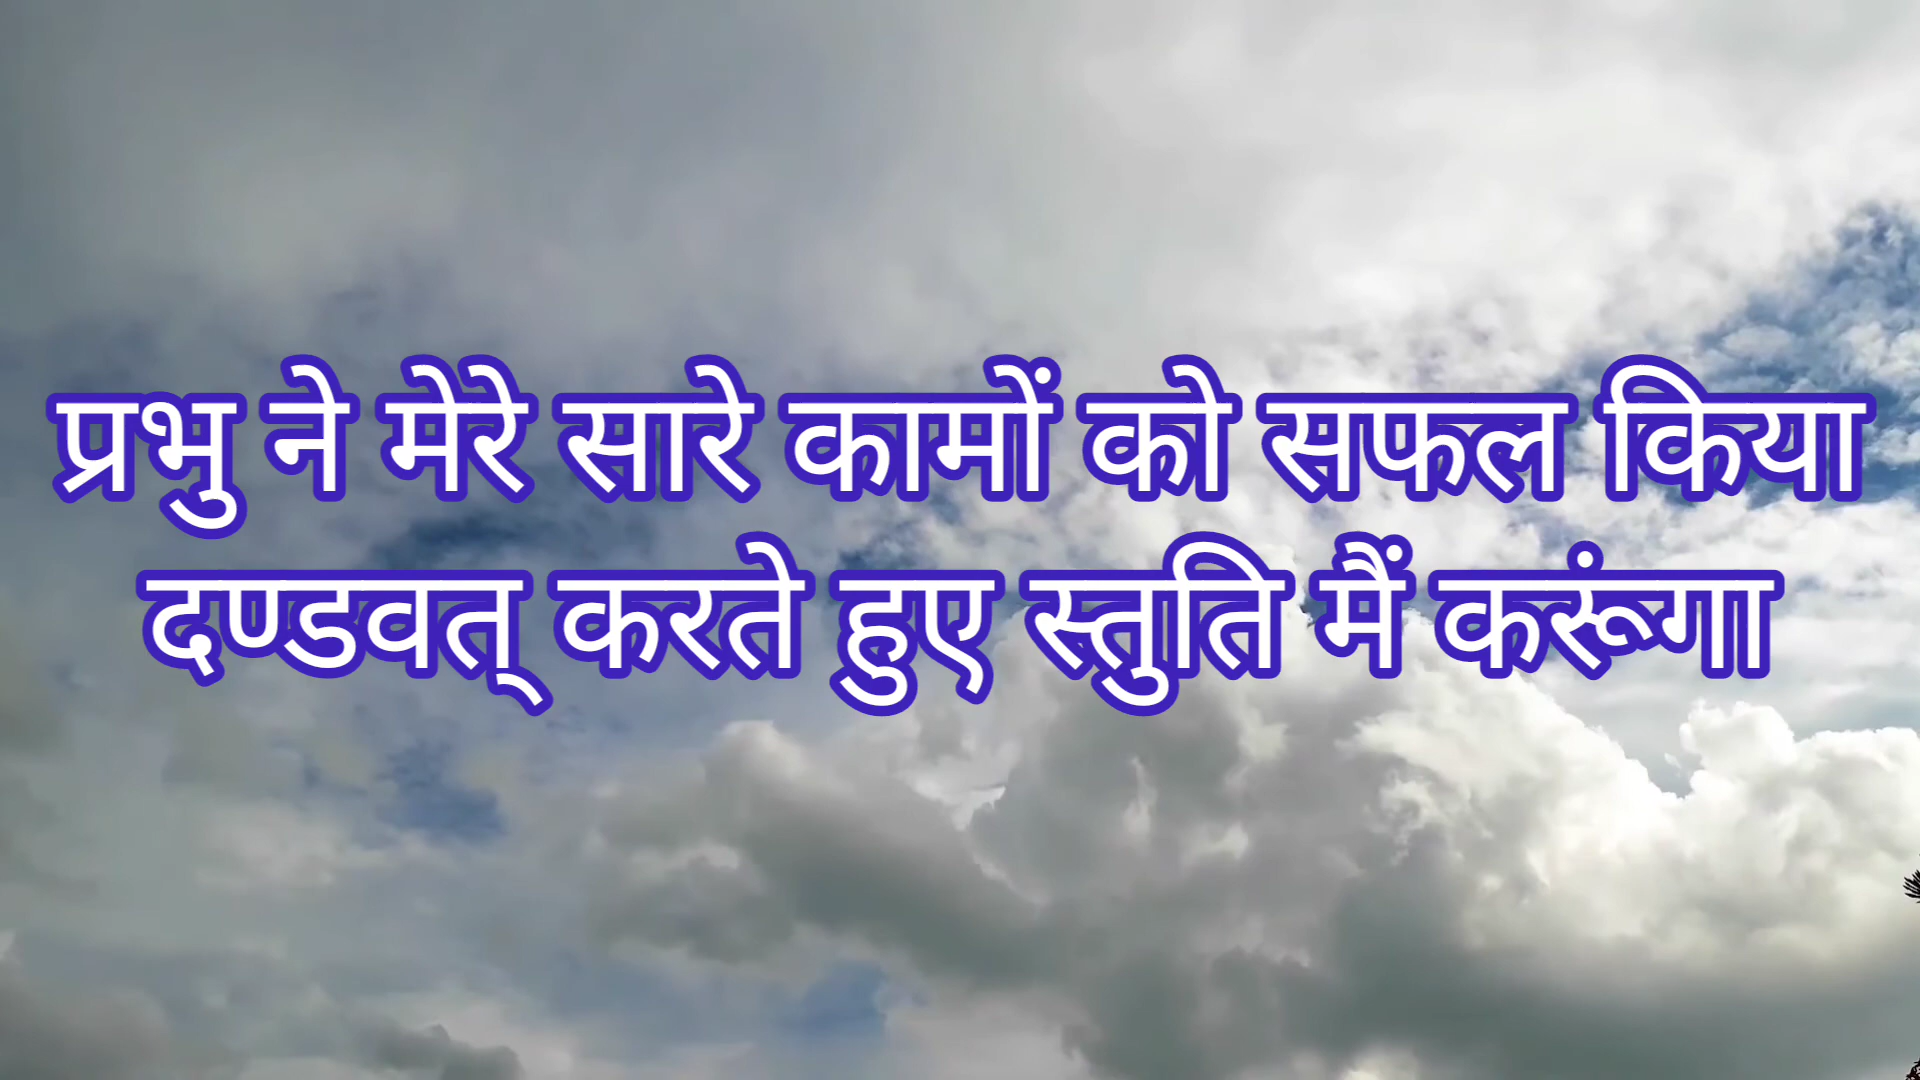 प्रभु ने मेरे सारे कामों को सफल किया
दण्डवत् करते हुए स्तुति मैं करूंगा